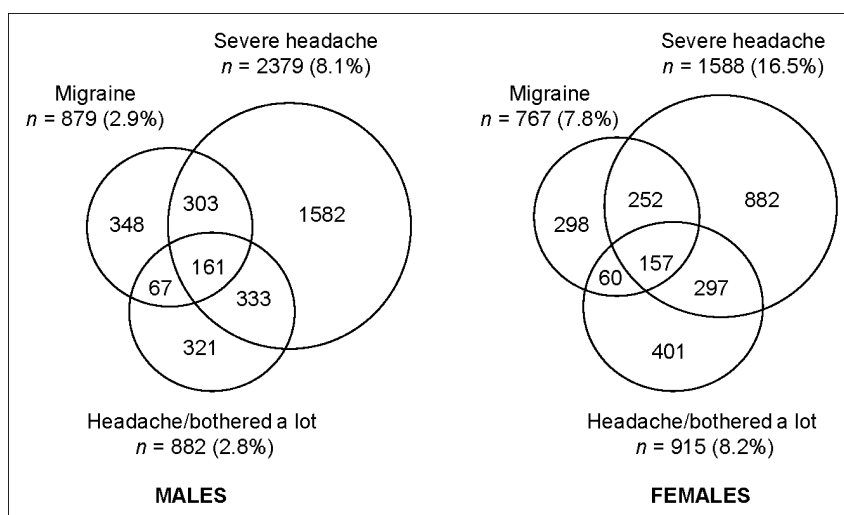 Severe headache
n = 2379 (8.1%)
Migraine
n = 879 (2.9%)
303
1582
348
161
67
333
321
Headache/bothered a lot
n = 882 (2.8%)
MALES
Severe headache
n = 1588 (16.5%)
Migraine
n = 767 (7.8%)
252
882
298
157
60
297
401
Headache/bothered a lot
n = 915 (8.2%)
FEMALES